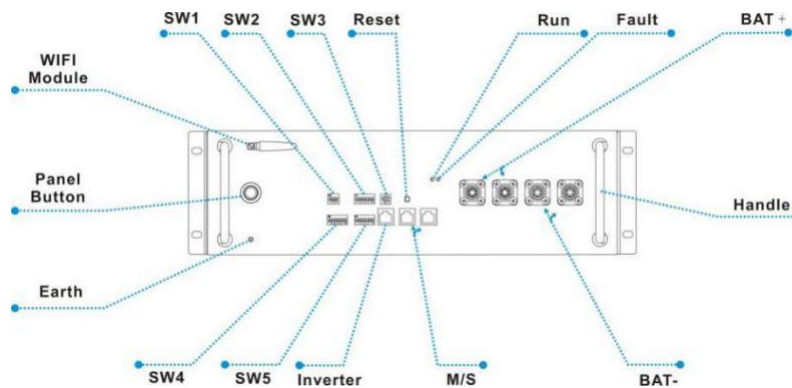 SW1
SW2
SW3
Reset
Run
Fault
BAT +
WIFI
Module
Panel
Button
Handle
Earth
SW4
SW5
Inverter
M/S
BAT-